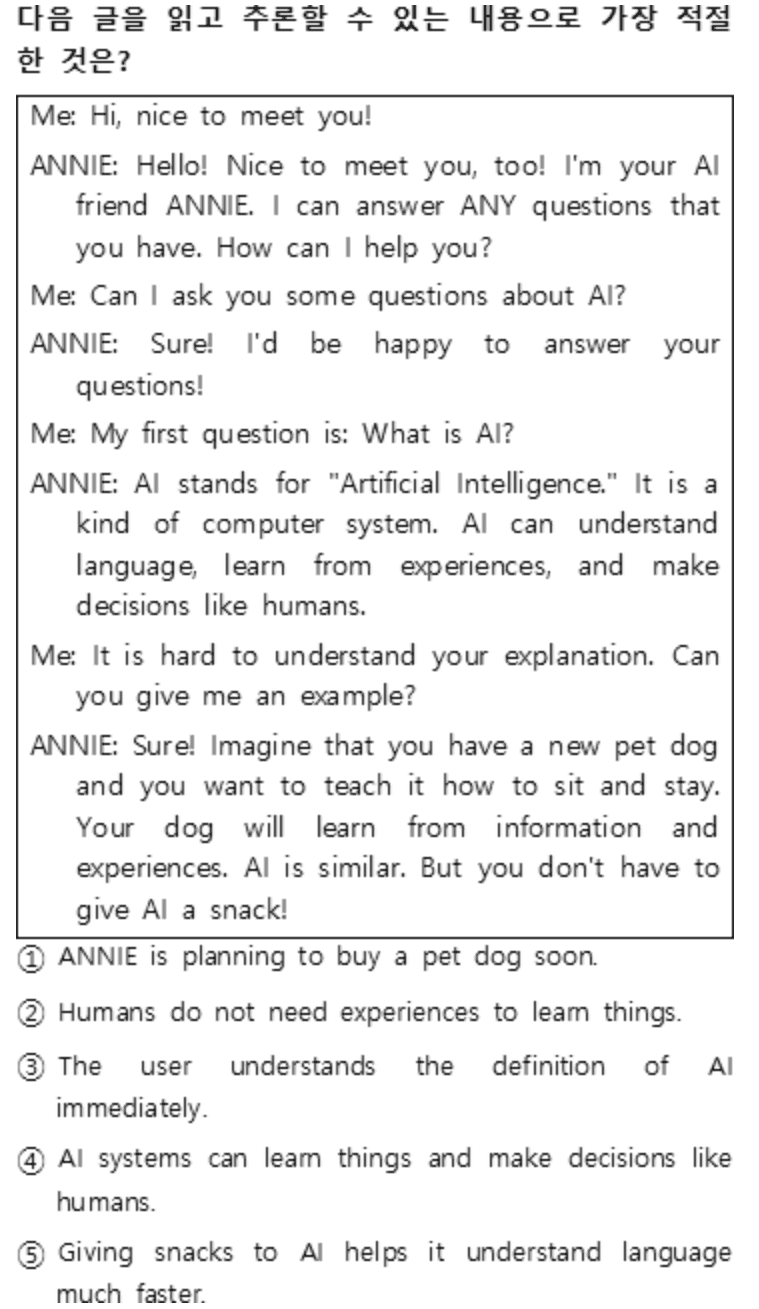 다음 글을 읽고 추론할 수 있는 내용으로 가장 적절
한 것은?
Me: Hi, nice to meet you!
ANNIE: Hello! Nice to meet you, too! I'm your AI
friend ANNIE. I can answer ANY questions that
you have. How can I help you?
Me: Can I ask you some questions about AI?
ANNIE: Sure! I'd be happy to answer your
questions!
Me: My first question is: What is AI?
ANNIE: AI stands for "Artificial Intelligence." It is a
kind of computer system. AI can understand
language, learn from experiences, and make
decisions like humans.
Me: It is hard to understand your explanation. Can
you give me an example?
ANNIE: Sure! Imagine that you have a new pet dog
and you want to teach it how to sit and stay.
Your dog will learn from information and
experiences. AI is similar. But you don't have to
give AI a snack!
① ANNIE is planning to buy a pet dog soon.
② Humans do not need experiences to learn things.
③ The user understands the definition of AI
immediately.
④ AI systems can learn things and make decisions like
humans.
⑤ Giving snacks to AI helps it understand language
much faster.